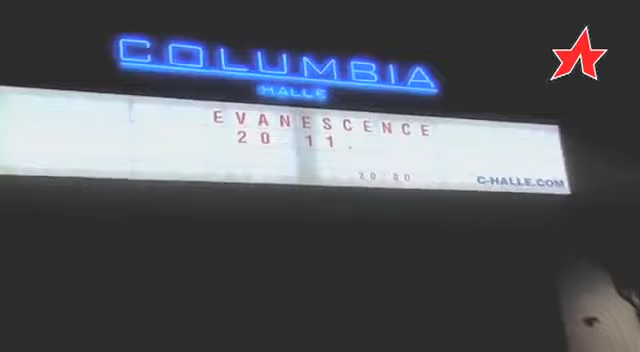 COLUMBIA
HALLE
EVANESCENCE
20 11.
20:00
C-HALLE.COM